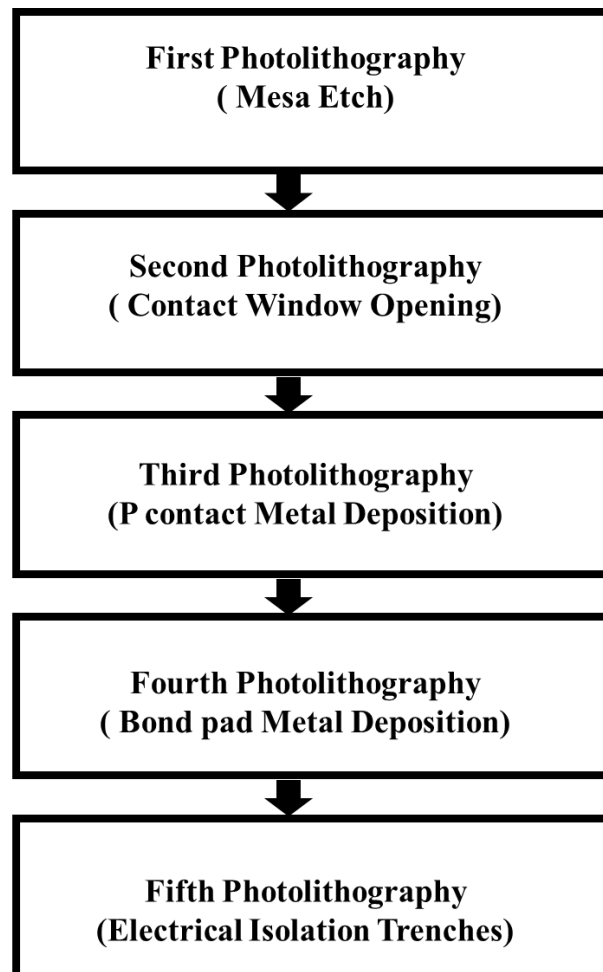 First Photolithography
( Mesa Etch)
Second Photolithography
( Contact Window Opening)
Third Photolithography
(P contact Metal Deposition)
Fourth Photolithography
( Bond pad Metal Deposition)
Fifth Photolithography
(Electrical Isolation Trenches)